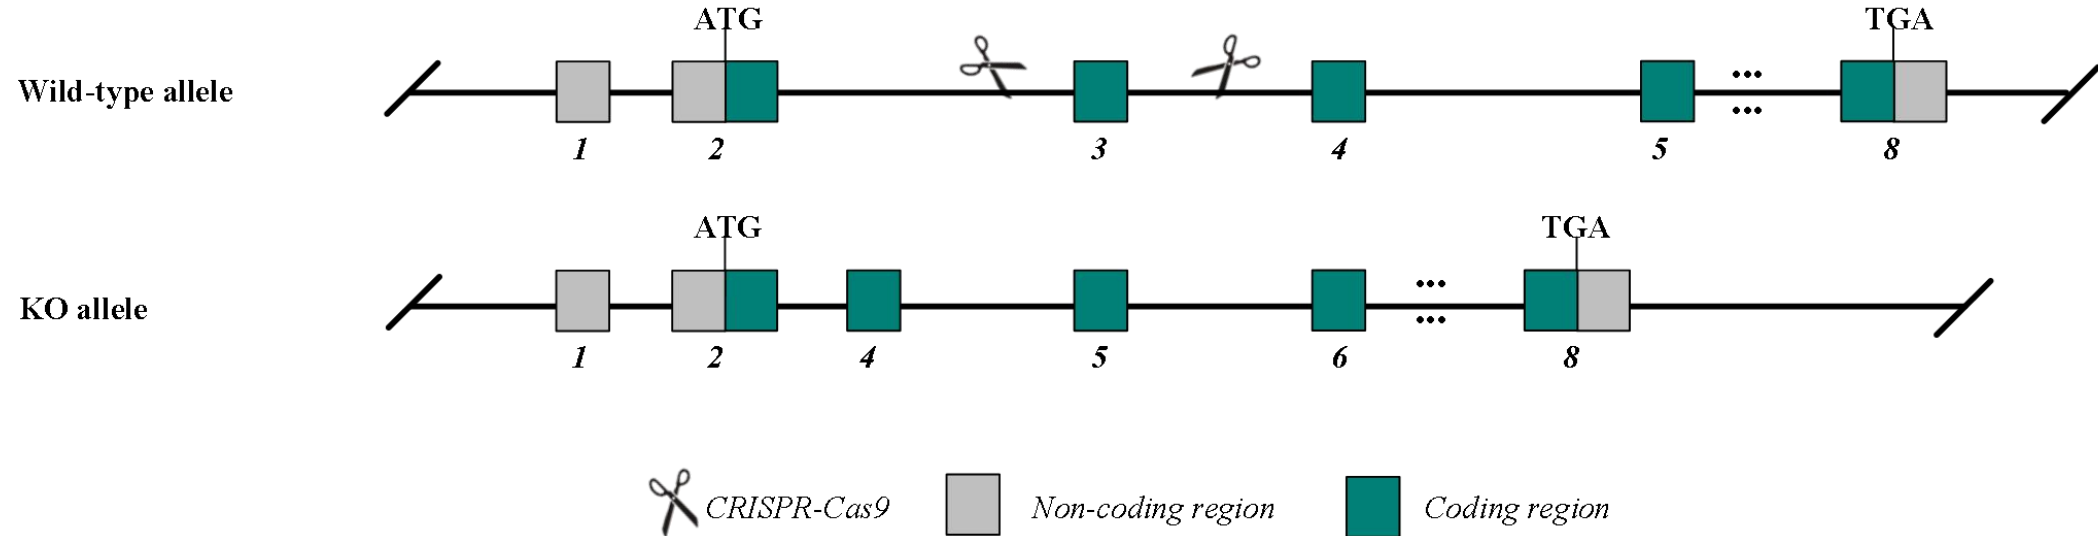 ATG TGA
Wild-type allele
1 2 3 4 5 8
ATG TGA
KO allele
1 2 4 5 6 8
CRISPR-Cas9 Non-coding region Coding region